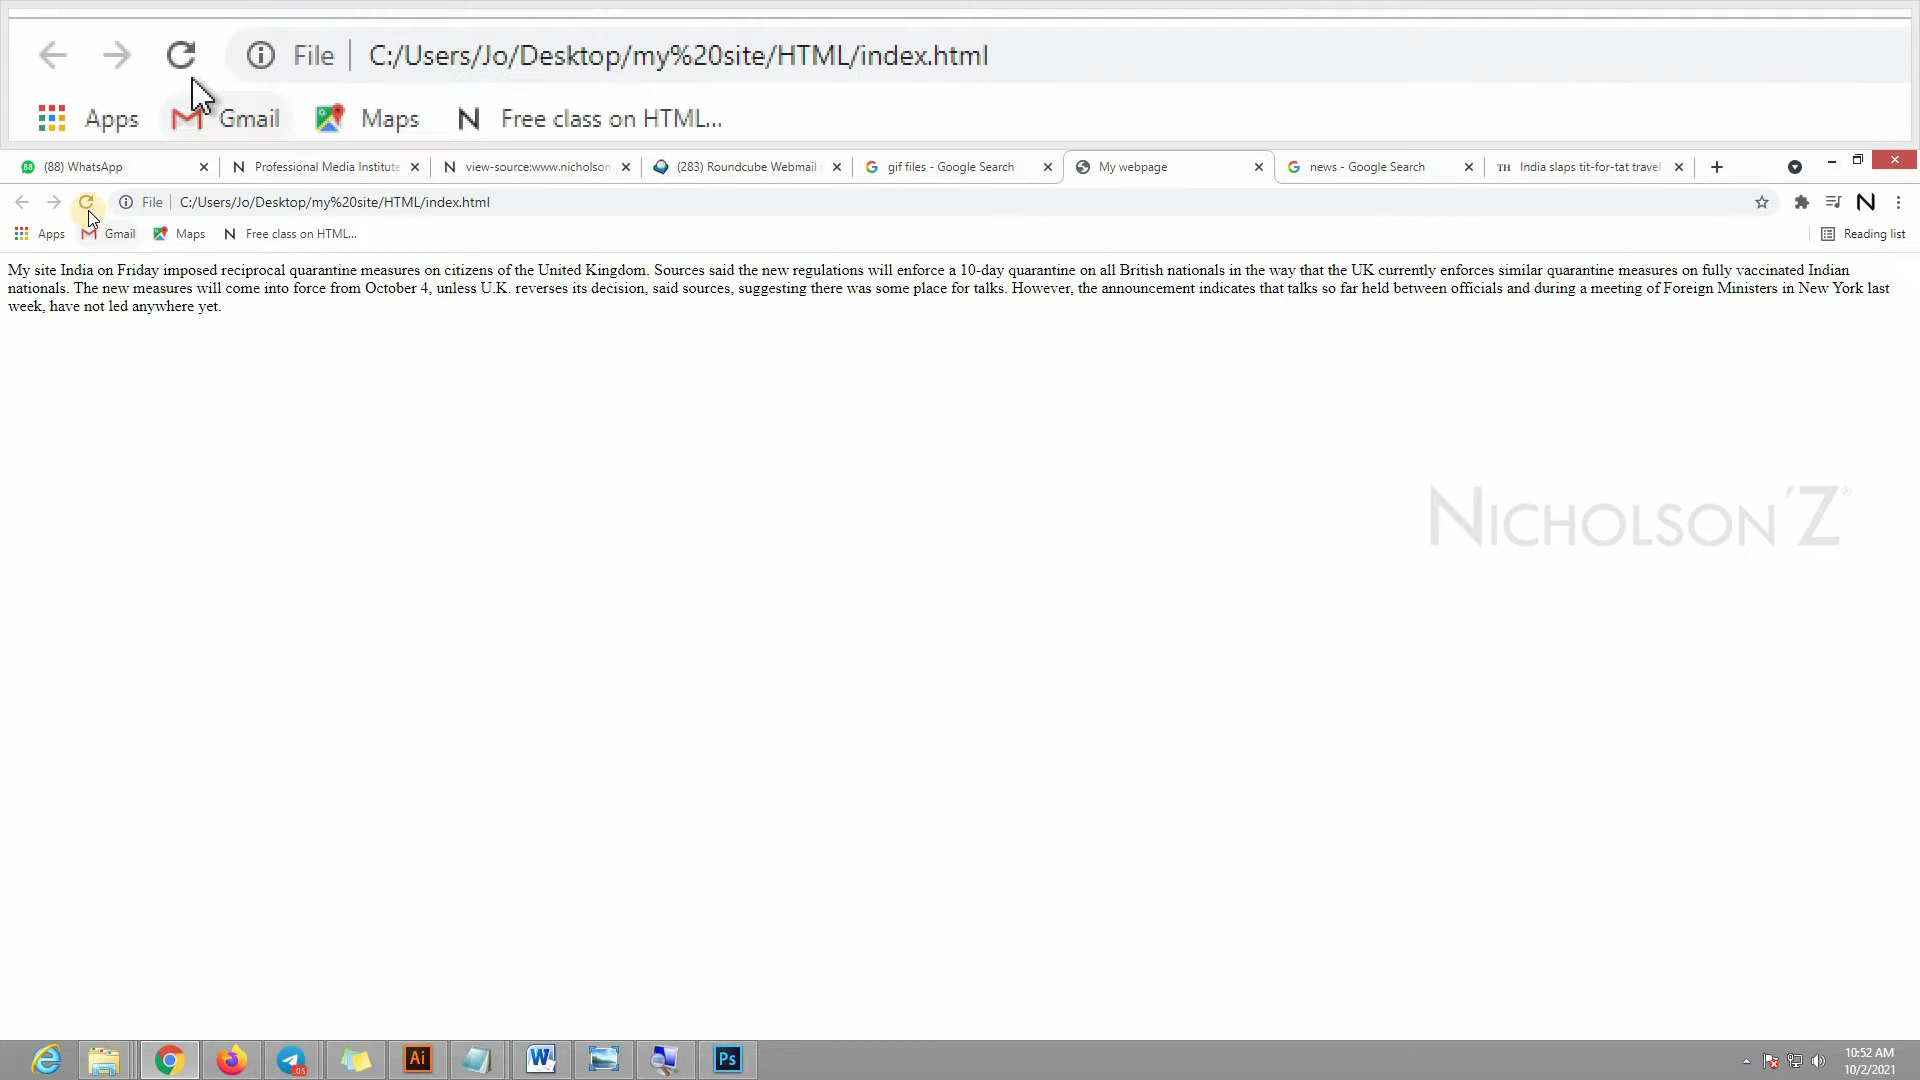 File C:/Users/Jo/Desktop/my%20site/HTML/index.html
Apps Gmail Maps Free class on HTML...
(88) WhatsApp Professional Media Institute view-source:www.nicholson (283) Roundcube Webmail gif files - Google Search My webpage news - Google Search TH India slaps tit-for-tat travel
File C:/Users/Jo/Desktop/my%20site/HTML/index.html
Apps Gmail Maps Free class on HTML... Reading list
My site India on Friday imposed reciprocal quarantine measures on citizens of the United Kingdom. Sources said the new regulations will enforce a 10-day quarantine on all British nationals in the way that the UK currently enforces similar quarantine measures on fully vaccinated Indian
nationals. The new measures will come into force from October 4, unless U.K. reverses its decision, said sources, suggesting there was some place for talks. However, the announcement indicates that talks so far held between officials and during a meeting of Foreign Ministers in New York last
week, have not led anywhere yet.
NICHOLSON'Z®
10:52 AM
10/2/2021